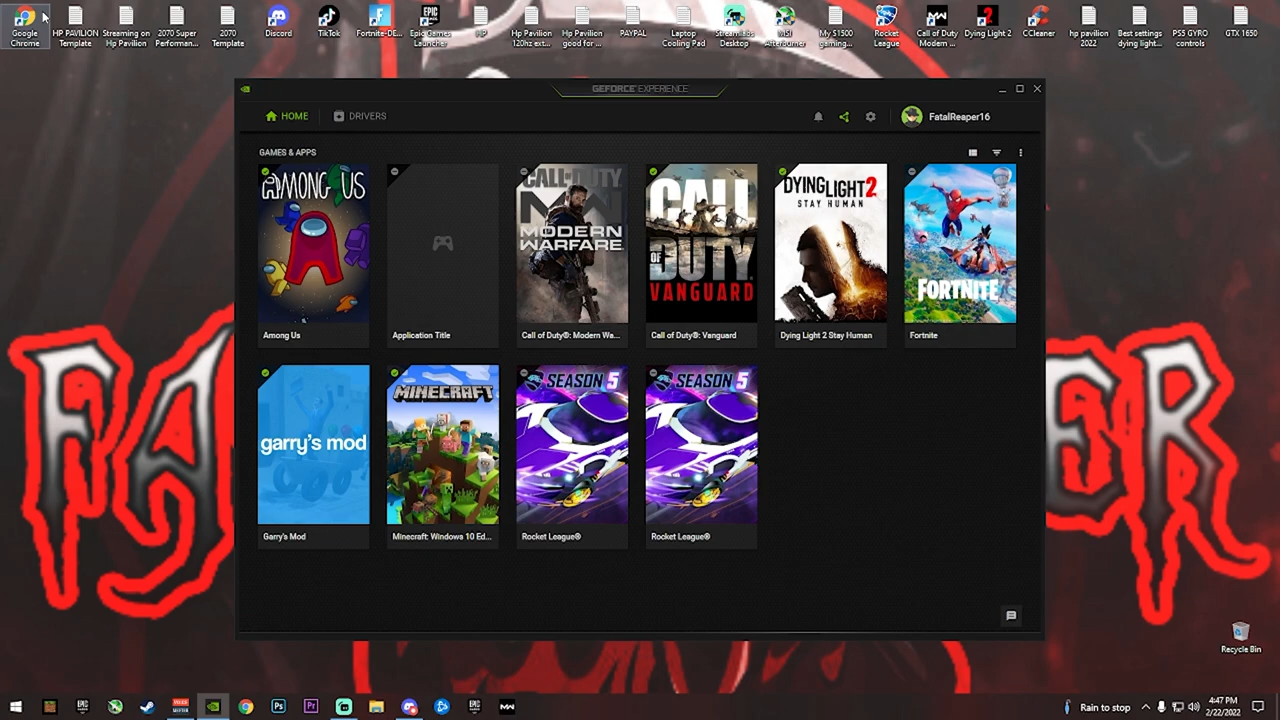 Google Chrome
HP PAVILION Template
Streaming on Hp Pavilion
2070 Super Performan...
2070 Template
Discord
TikTok
Fortnite-DE...
Epic Games Launcher
HP
Hp Pavilion 120hz ext...
Hp Pavilion good for ...
PAYPAL
Laptop Cooling Pad
Streamlabs Desktop
MSI Afterburner
My $1500 gaming...
Rocket League
Call of Duty Modern ...
Dying Light 2
CCleaner
hp pavilion 2022
Best settings dying light...
PS5 GYRO controls
GTX 1650
GEFORCE EXPERIENCE
HOME
DRIVERS
FatalReaper16
GAMES & APPS
AMONG US
CALL OF DUTY
MW
MODERN
WARFARE
CALL
OF DUTY
VANGUARD
DYING LIGHT 2
STAY HUMAN
FORTNITE
Among Us
Application Title
Call of Duty®: Modern Wa...
Call of Duty®: Vanguard
Dying Light 2 Stay Human
Fortnite
garry's mod
MINECRAFT
SEASON 5
SEASON 5
Garry's Mod
Minecraft: Windows 10 Ed...
Rocket League®
Rocket League®
Recycle Bin
Ps
Pr
Rain to stop
4:47 PM
2/22/2022